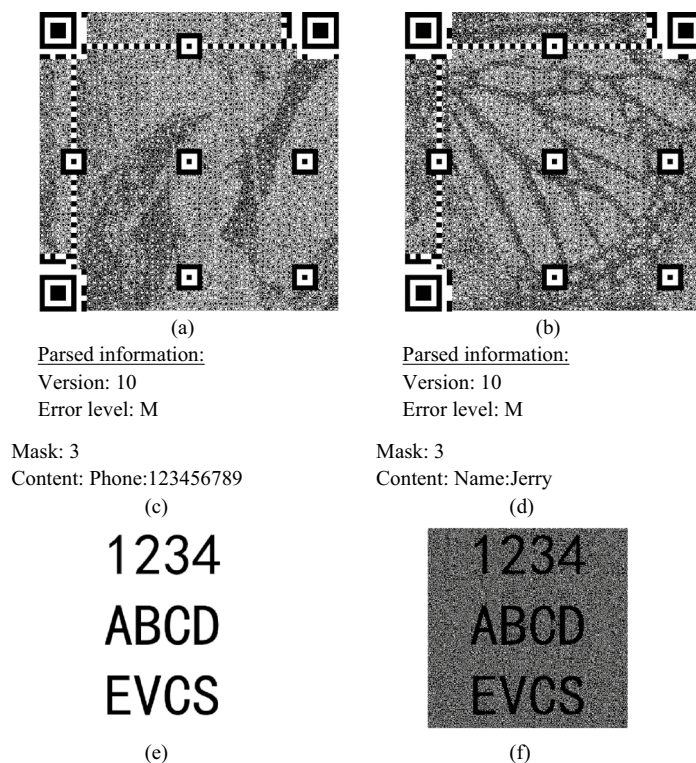 (a)
(b)
Parsed information:
Parsed information:
Version: 10
Version: 10
Error level: M
Error level: M
Mask: 3
Mask: 3
Content: Phone:123456789
Content: Name:Jerry
(c)
(d)
1234
1234
ABCD
ABCD
EVCS
EVCS
(e)
(f)